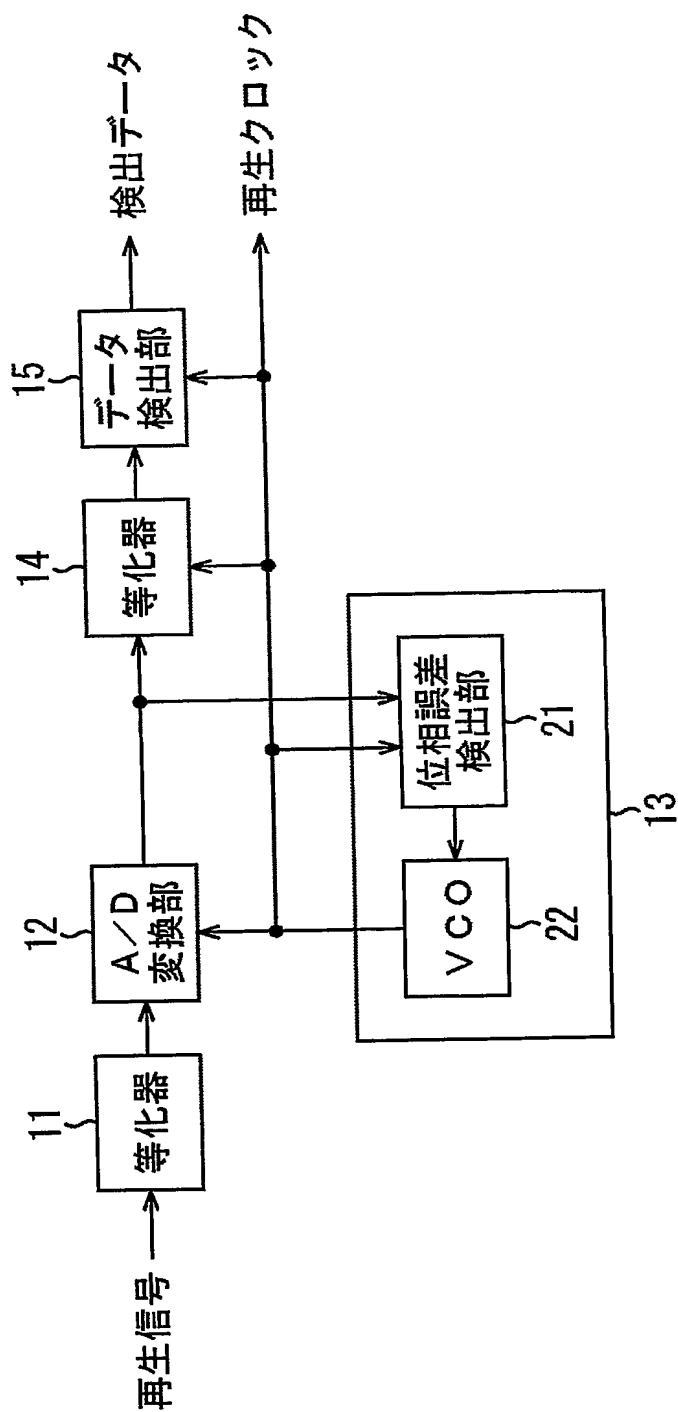 再生信号
11
等化器
12
A/D
変換部
14
等化器
15
データ
検出部
検出データ
再生クロック
位相誤差
検出部
21
VCO
22
13